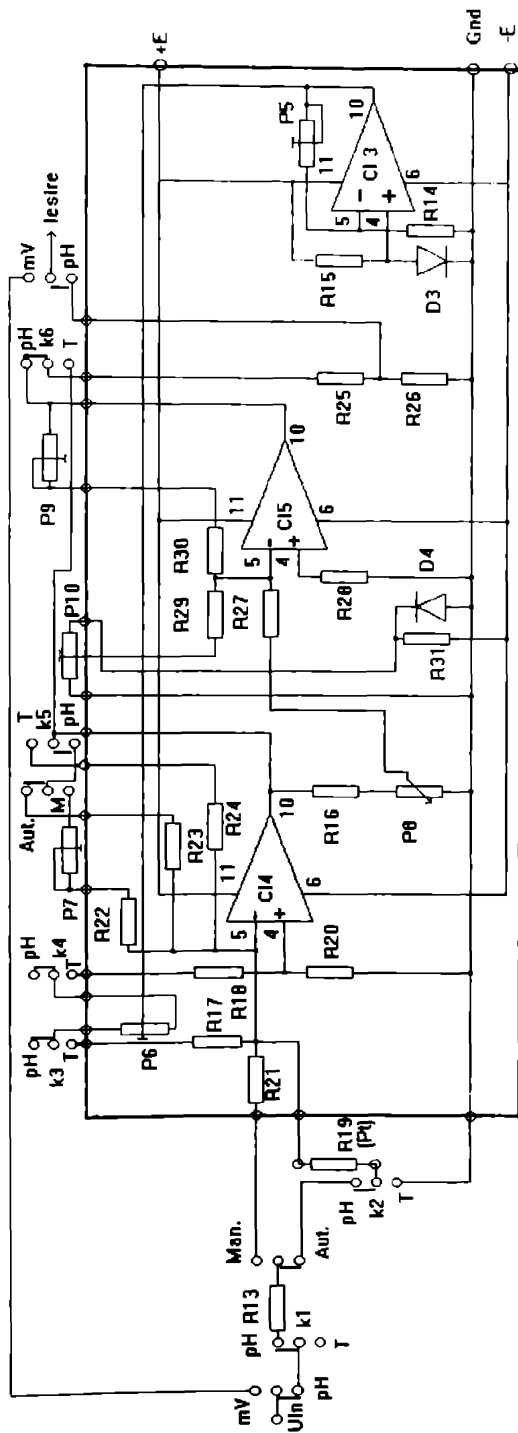 mV
UIn
pH
pH
k1
T
R13
Man.
Aut.
pH
k2
T
R19
(Pt)
pH
k3
T
pH
k4
T
P6
R17
R18
R21
R20
P7
Aut.
M
T
k5
pH
R22
R23
R24
5
4
11
CI4
10
6
-
+
R16
P8
P10
P9
R29
R30
R27
R28
5
4
11
CI5
10
6
-
+
R31
D4
pH
k6
T
R25
R26
mV
Iesire
pH
P5
R15
5
4
11
CI 3
10
6
-
+
R14
D3
+E
Gnd
-E